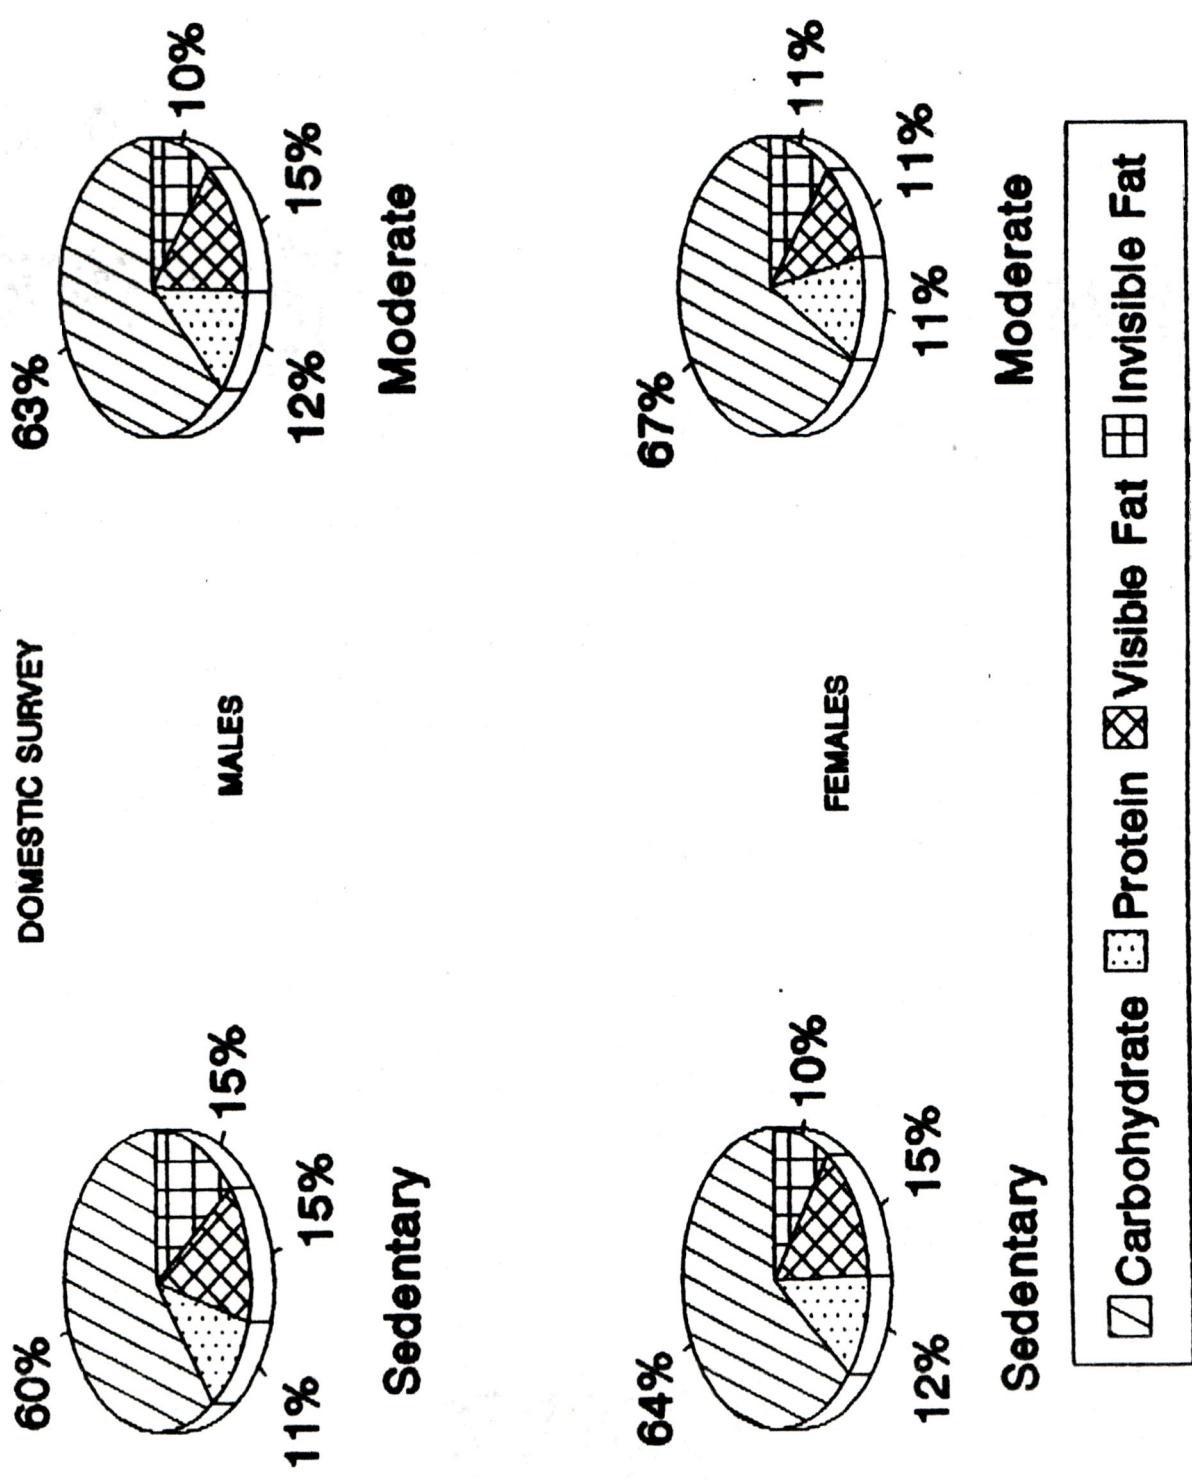 DOMESTIC SURVEY
MALES
60%
15%
15%
11%
Sedentary
63%
10%
15%
12%
Moderate
FEMALES
64%
10%
15%
12%
Sedentary
67%
11%
11%
11%
Moderate
Carbohydrate Protein Visible Fat Invisible Fat